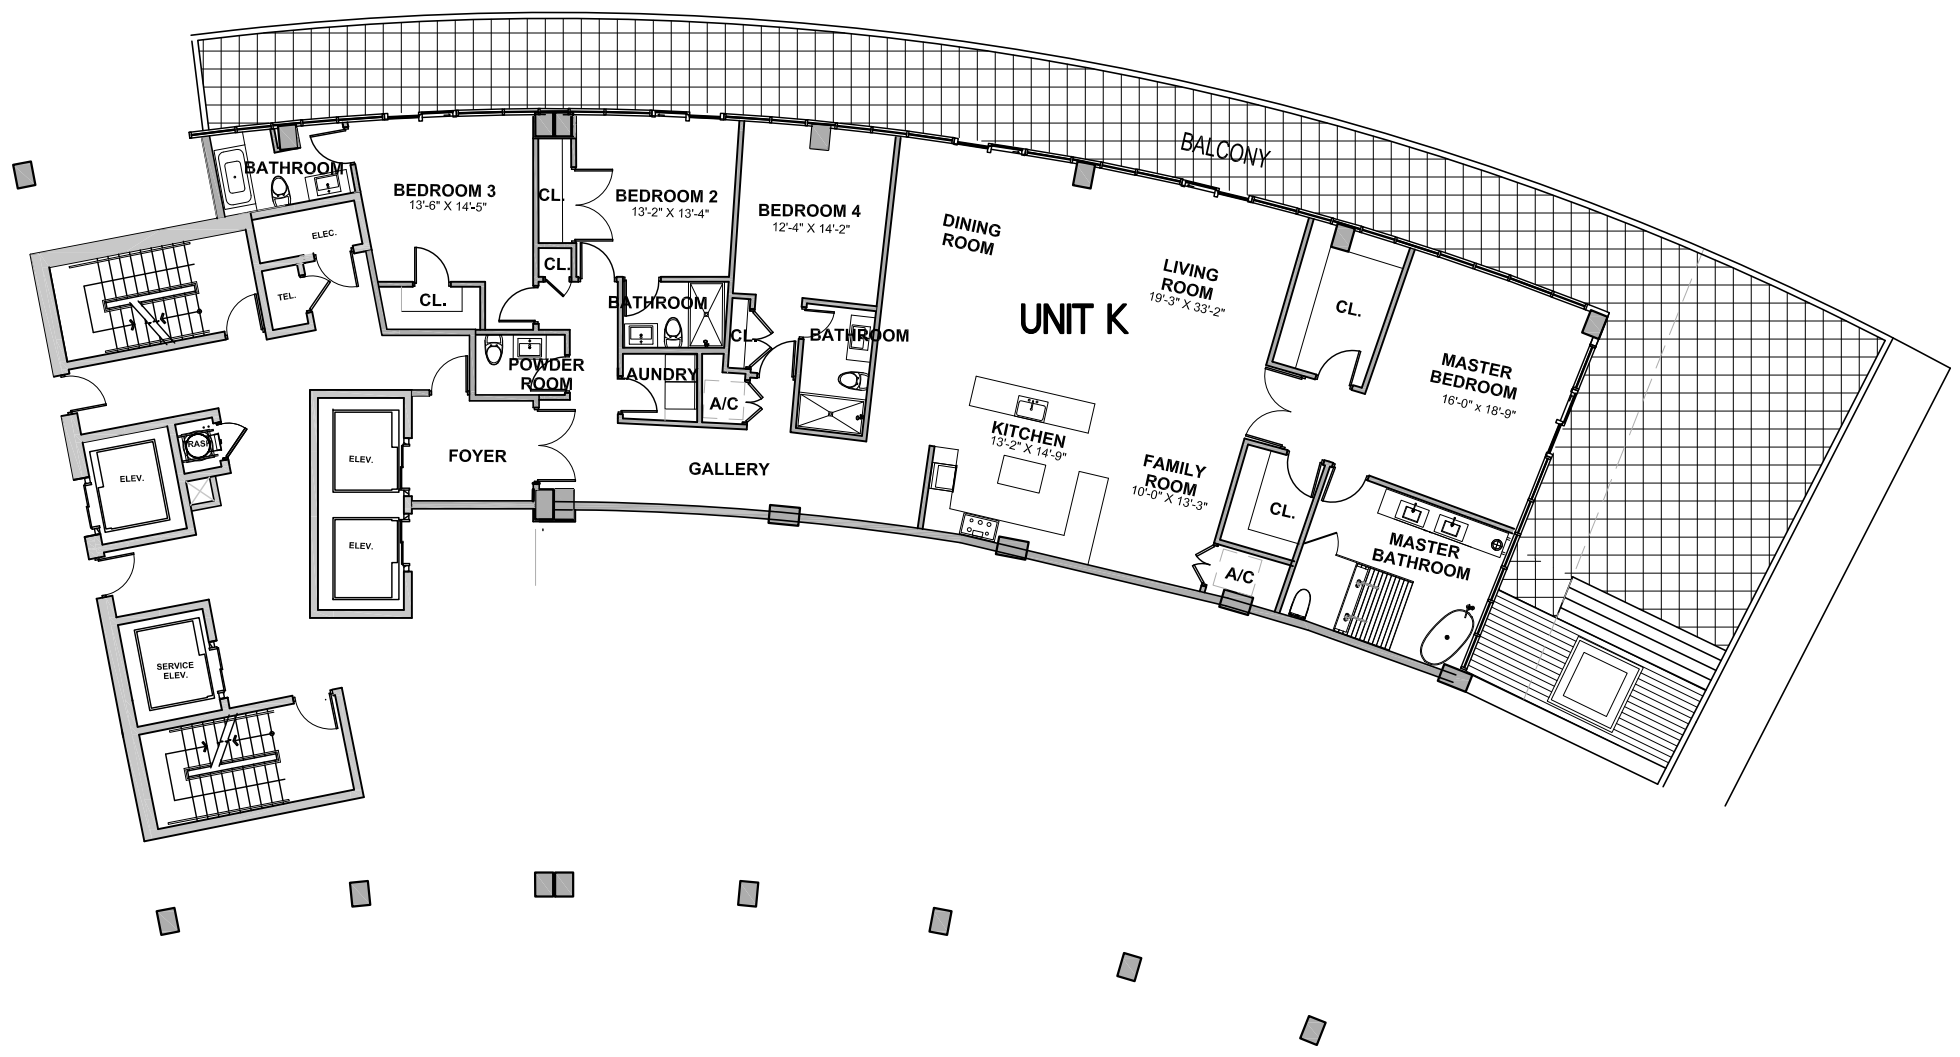 BALCONY
BATHROOM
BEDROOM 3
13'-6" X 14'-5"
CL.
BEDROOM 2
13'-2" X 13'-4"
BEDROOM 4
12'-4" X 14'-2"
DINING
ROOM
ELEC.
CL.
LIVING
ROOM
19'-3" X 33'-2"
TEL.
CL.
BATHROOM
CL.
BATHROOM
UNIT K
CL.
POWDER
ROOM
LAUNDRY
A/C
MASTER
BEDROOM
16'-0" x 18'-9"
TRASH
ELEV.
ELEV.
FOYER
GALLERY
KITCHEN
13'-2" X 14'-9"
FAMILY
ROOM
10'-0" X 13'-3"
CL.
ELEV.
MASTER
BATHROOM
A/C
SERVICE
ELEV.